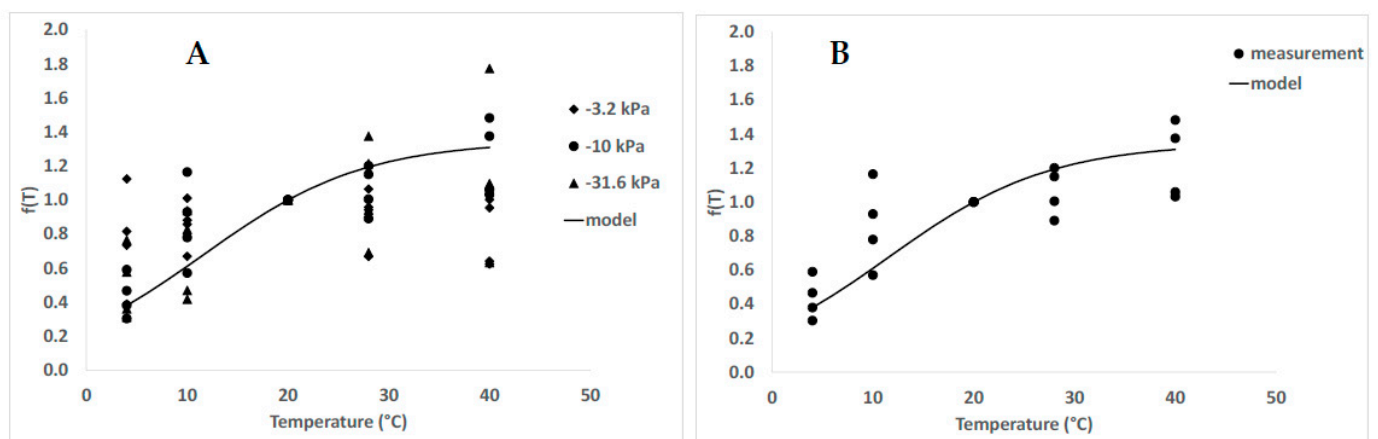 A
f(T)
2.0
1.8
1.6
1.4
1.2
1.0
0.8
0.6
0.4
0.2
0.0
0 10 20 30 40 50
Temperature (°C)
-3.2 kPa
-10 kPa
-31.6 kPa
model
B
f(T)
2.0
1.8
1.6
1.4
1.2
1.0
0.8
0.6
0.4
0.2
0.0
0 10 20 30 40 50
Temperature (°C)
measurement
model